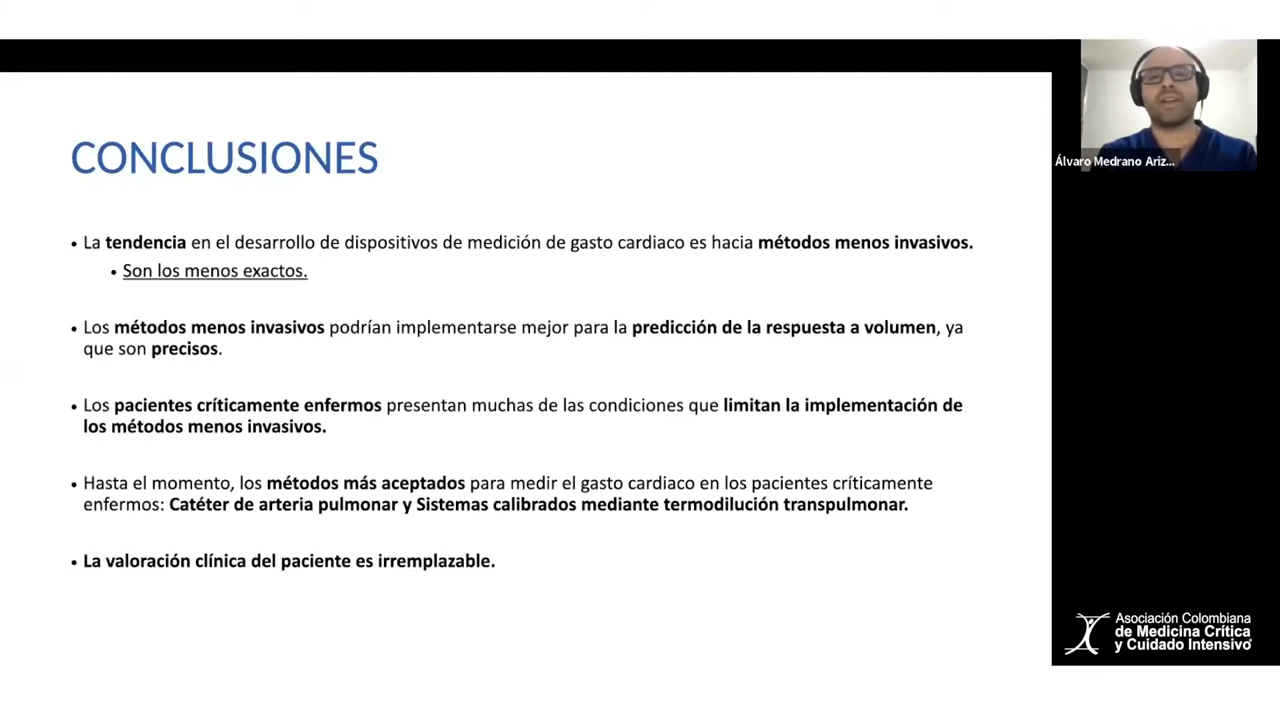 CONCLUSIONES
• La tendencia en el desarrollo de dispositivos de medición de gasto cardiaco es hacia métodos menos invasivos.
• Son los menos exactos.
• Los métodos menos invasivos podrían implementarse mejor para la predicción de la respuesta a volumen, ya
que son precisos.
• Los pacientes críticamente enfermos presentan muchas de las condiciones que limitan la implementación de
los métodos menos invasivos.
• Hasta el momento, los métodos más aceptados para medir el gasto cardiaco en los pacientes críticamente
enfermos: Catéter de arteria pulmonar y Sistemas calibrados mediante termodilución transpulmonar.
• La valoración clínica del paciente es irremplazable.
Álvaro Medrano Ariz...
Asociación Colombiana
de Medicina Crítica
y Cuidado Intensivo